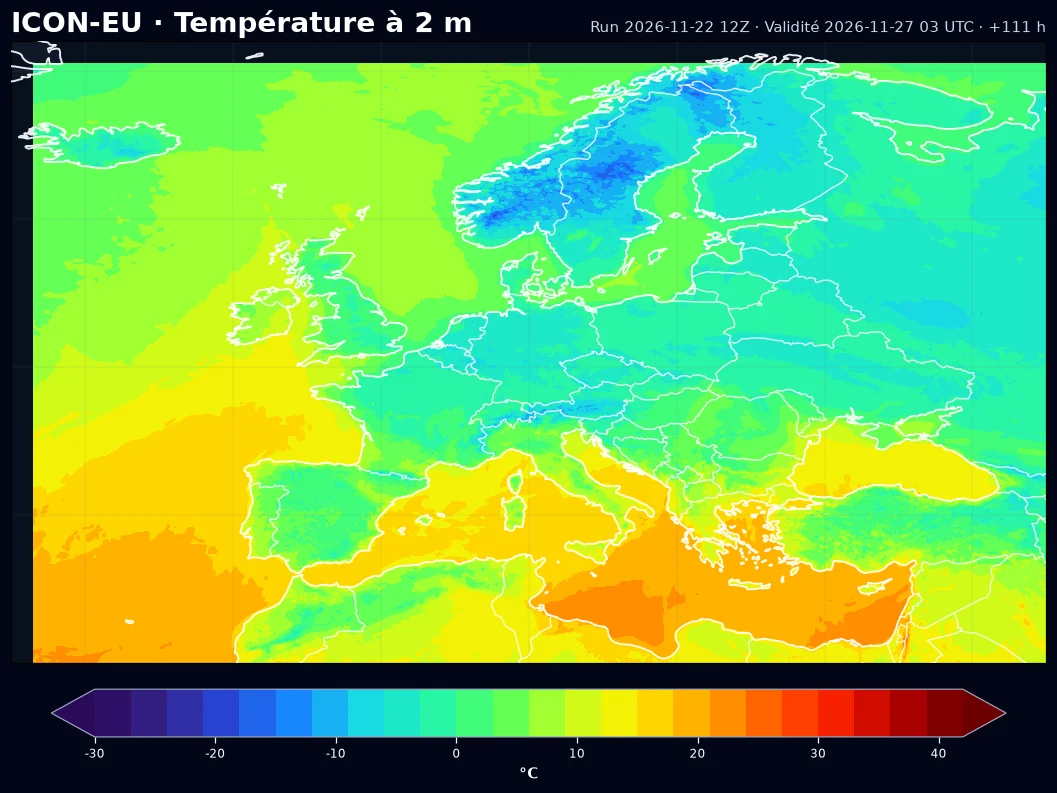 ICON-EU · Température à 2 m
Run 2026-11-22 12Z · Validité 2026-11-27 03 UTC · +111 h
-30 -20 -10 0 10 20 30 40
°C